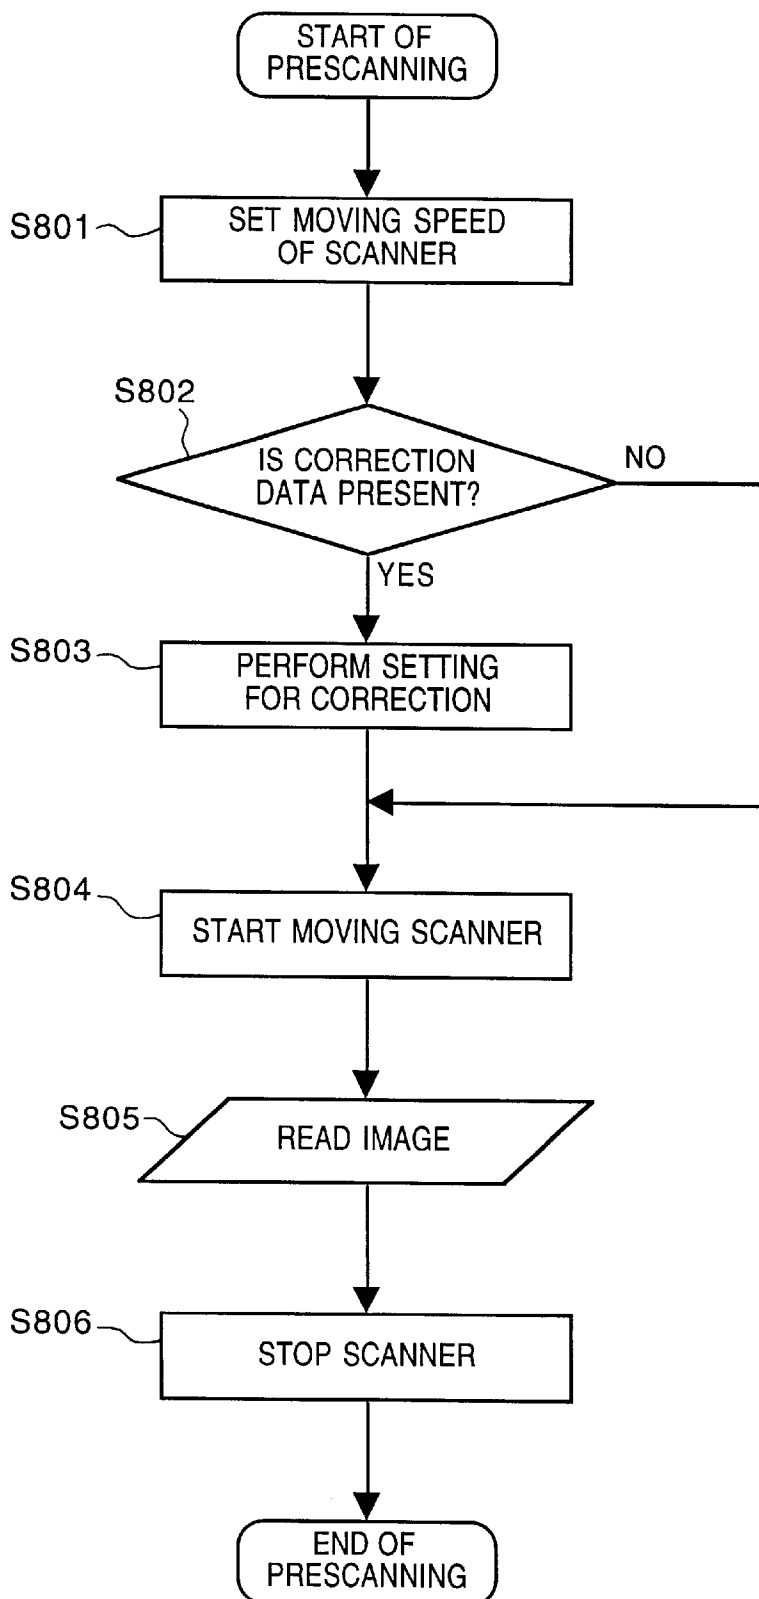 START OF
PRESCANNING
S801
SET MOVING SPEED
OF SCANNER
S802
IS CORRECTION
DATA PRESENT?
NO
YES
S803
PERFORM SETTING
FOR CORRECTION
S804
START MOVING SCANNER
S805
READ IMAGE
S806
STOP SCANNER
END OF
PRESCANNING